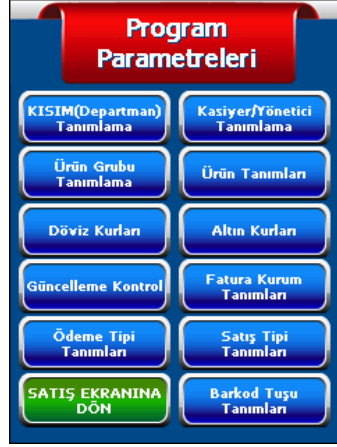 Program
Parametreleri
KISIM(Departman)
Tanımlama
Kasiyer/Yönetici
Tanımlama
Ürün Grubu
Tanımlama
Ürün Tanımları
Döviz Kurları
Altın Kurları
Güncelleme Kontrol
Fatura Kurum
Tanımları
Ödeme Tipi
Tanımları
Satış Tipi
Tanımları
SATIŞ EKRANINA
DÖN
Barkod Tuşu
Tanımları